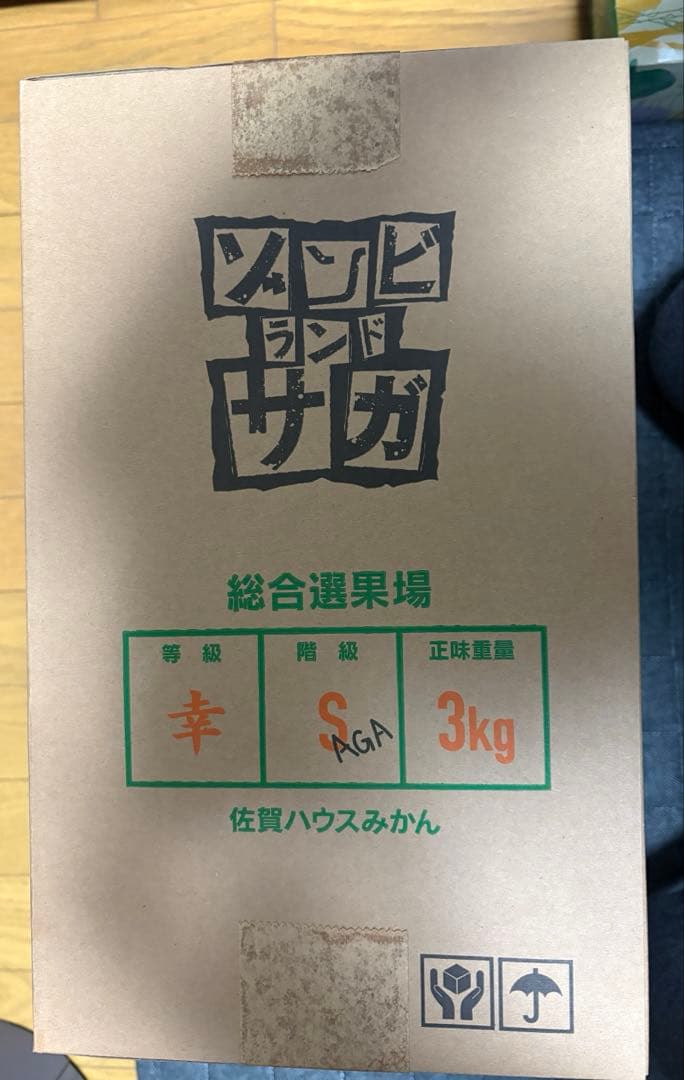 ゾンビ
ランド
サガ
総合選果場
等級 階級 正味重量
幸 SAGA 3kg
佐賀ハウスみかん